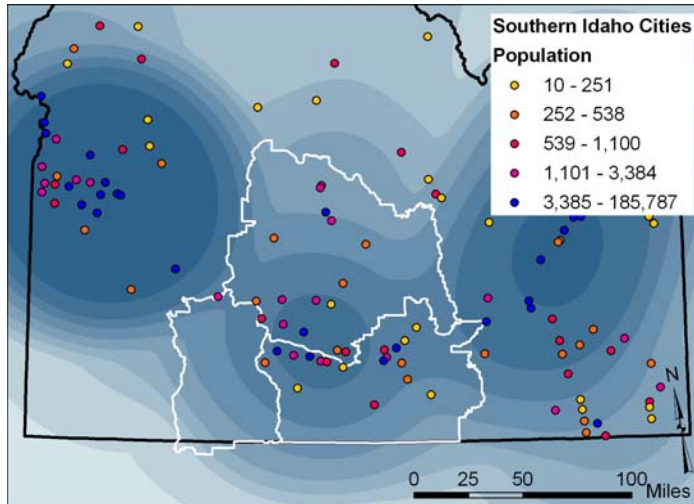 Southern Idaho Cities
Population
10 - 251
252 - 538
539 - 1,100
1,101 - 3,384
3,385 - 185,787
N
0 25 50 100
Miles